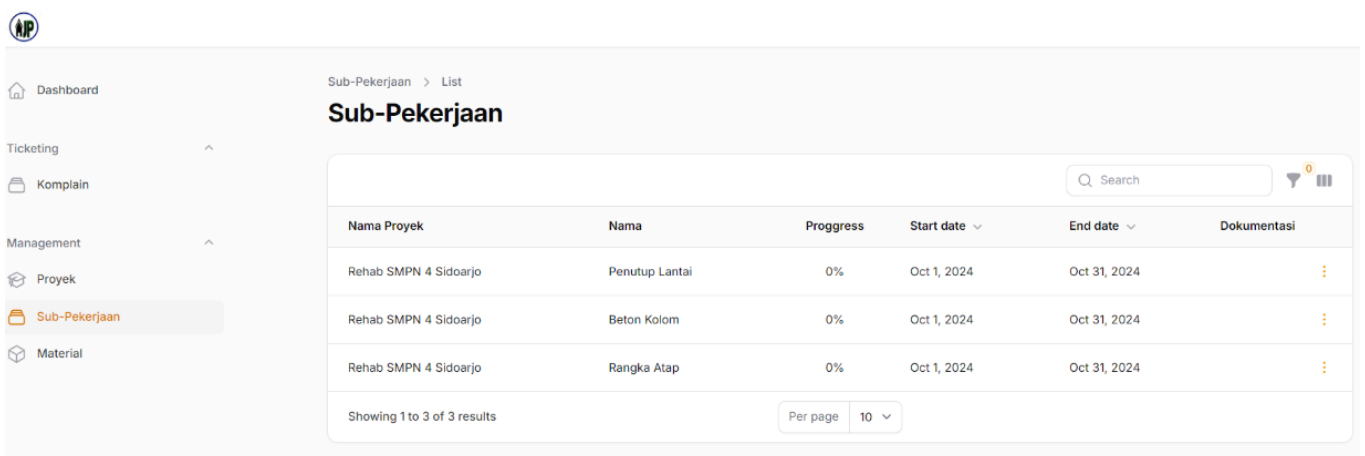 AJP
Dashboard
Ticketing
Komplain
Management
Proyek
Sub-Pekerjaan
Material
Sub-Pekerjaan > List
Sub-Pekerjaan
Search 0
Nama Proyek Nama Proggress Start date End date Dokumentasi
Rehab SMPN 4 Sidoarjo Penutup Lantai 0% Oct 1, 2024 Oct 31, 2024
Rehab SMPN 4 Sidoarjo Beton Kolom 0% Oct 1, 2024 Oct 31, 2024
Rehab SMPN 4 Sidoarjo Rangka Atap 0% Oct 1, 2024 Oct 31, 2024
Showing 1 to 3 of 3 results Per page 10